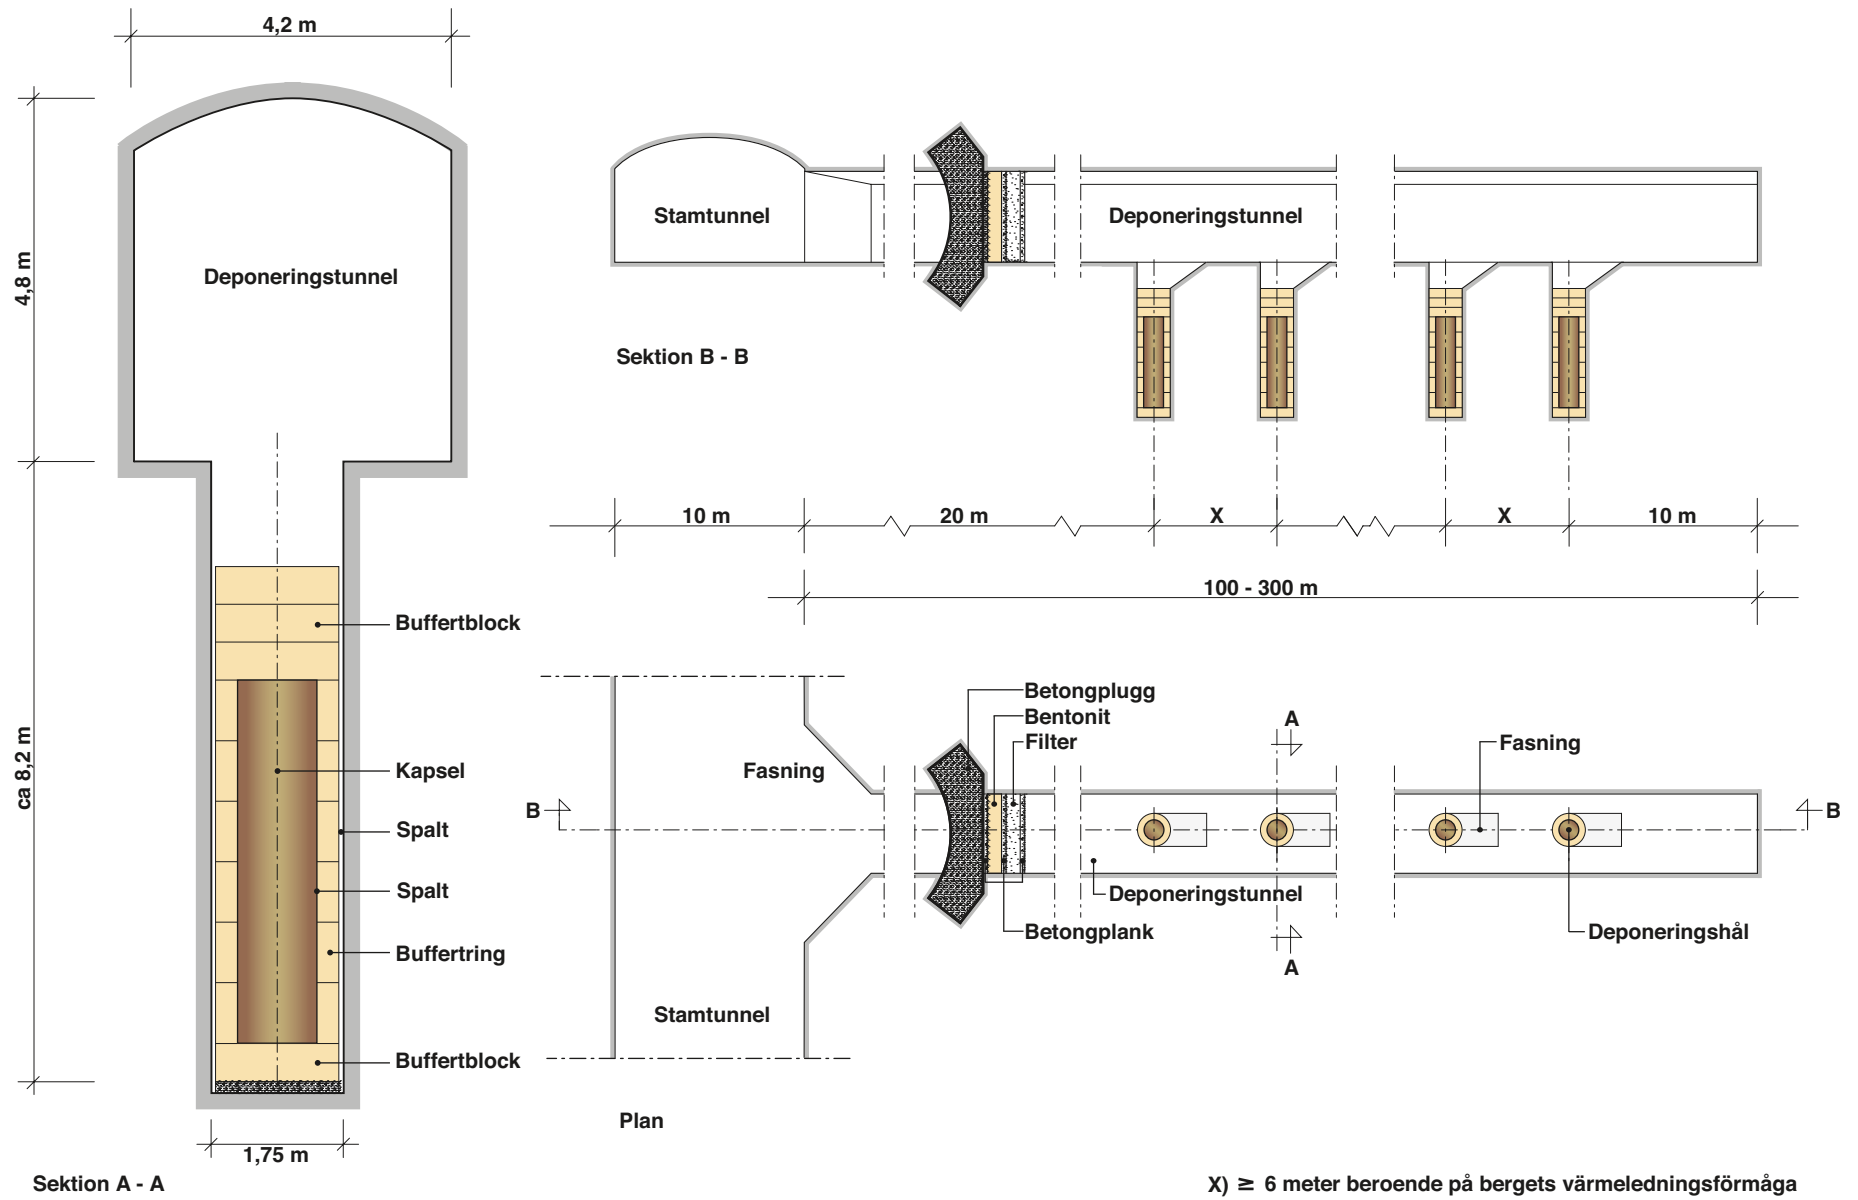 4,2 m
4,8 m
Deponeringstunnel
ca 8,2 m
Buffertblock
Kapsel
Spalt
Spalt
Buffertring
Buffertblock
1,75 m
Sektion A - A
Stamtunnel
Deponeringstunnel
Sektion B - B
10 m
20 m
X
X
10 m
100 - 300 m
Betongplugg
Bentonit
Filter
A
Fasning
Fasning
B
B
Deponeringstunnel
Betongplank
Deponeringshål
A
Stamtunnel
Plan
X) ≥ 6 meter beroende på bergets värmeledningsförmåga